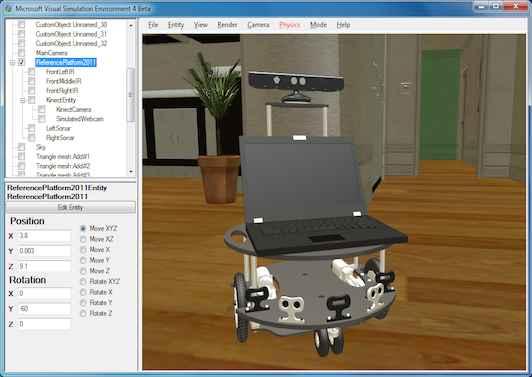 Microsoft Visual Simulation Environment 4 Beta
File Entity View Render Camera Physics Mode Help
CustomObject.Unnamed_30
CustomObject.Unnamed_31
CustomObject.Unnamed_32
MainCamera
ReferencePlatform2011
FrontLeftIR
FrontMiddleIR
FrontRightIR
KinectEntity
KinectCamera
SimulatedWebcam
LeftSonar
RightSonar
Sky
Triangle mesh.Add#1
Triangle mesh.Add#2
Triangle mesh.Add#3
ReferencePlatform2011Entity
ReferencePlatform2011
Edit Entity
Position
X 3.8
Y 0.003
Z 9.1
Rotation
X 0
Y -60
Z 0
Move XYZ
Move XZ
Move X
Move Y
Move Z
Rotate XYZ
Rotate X
Rotate Y
Rotate Z